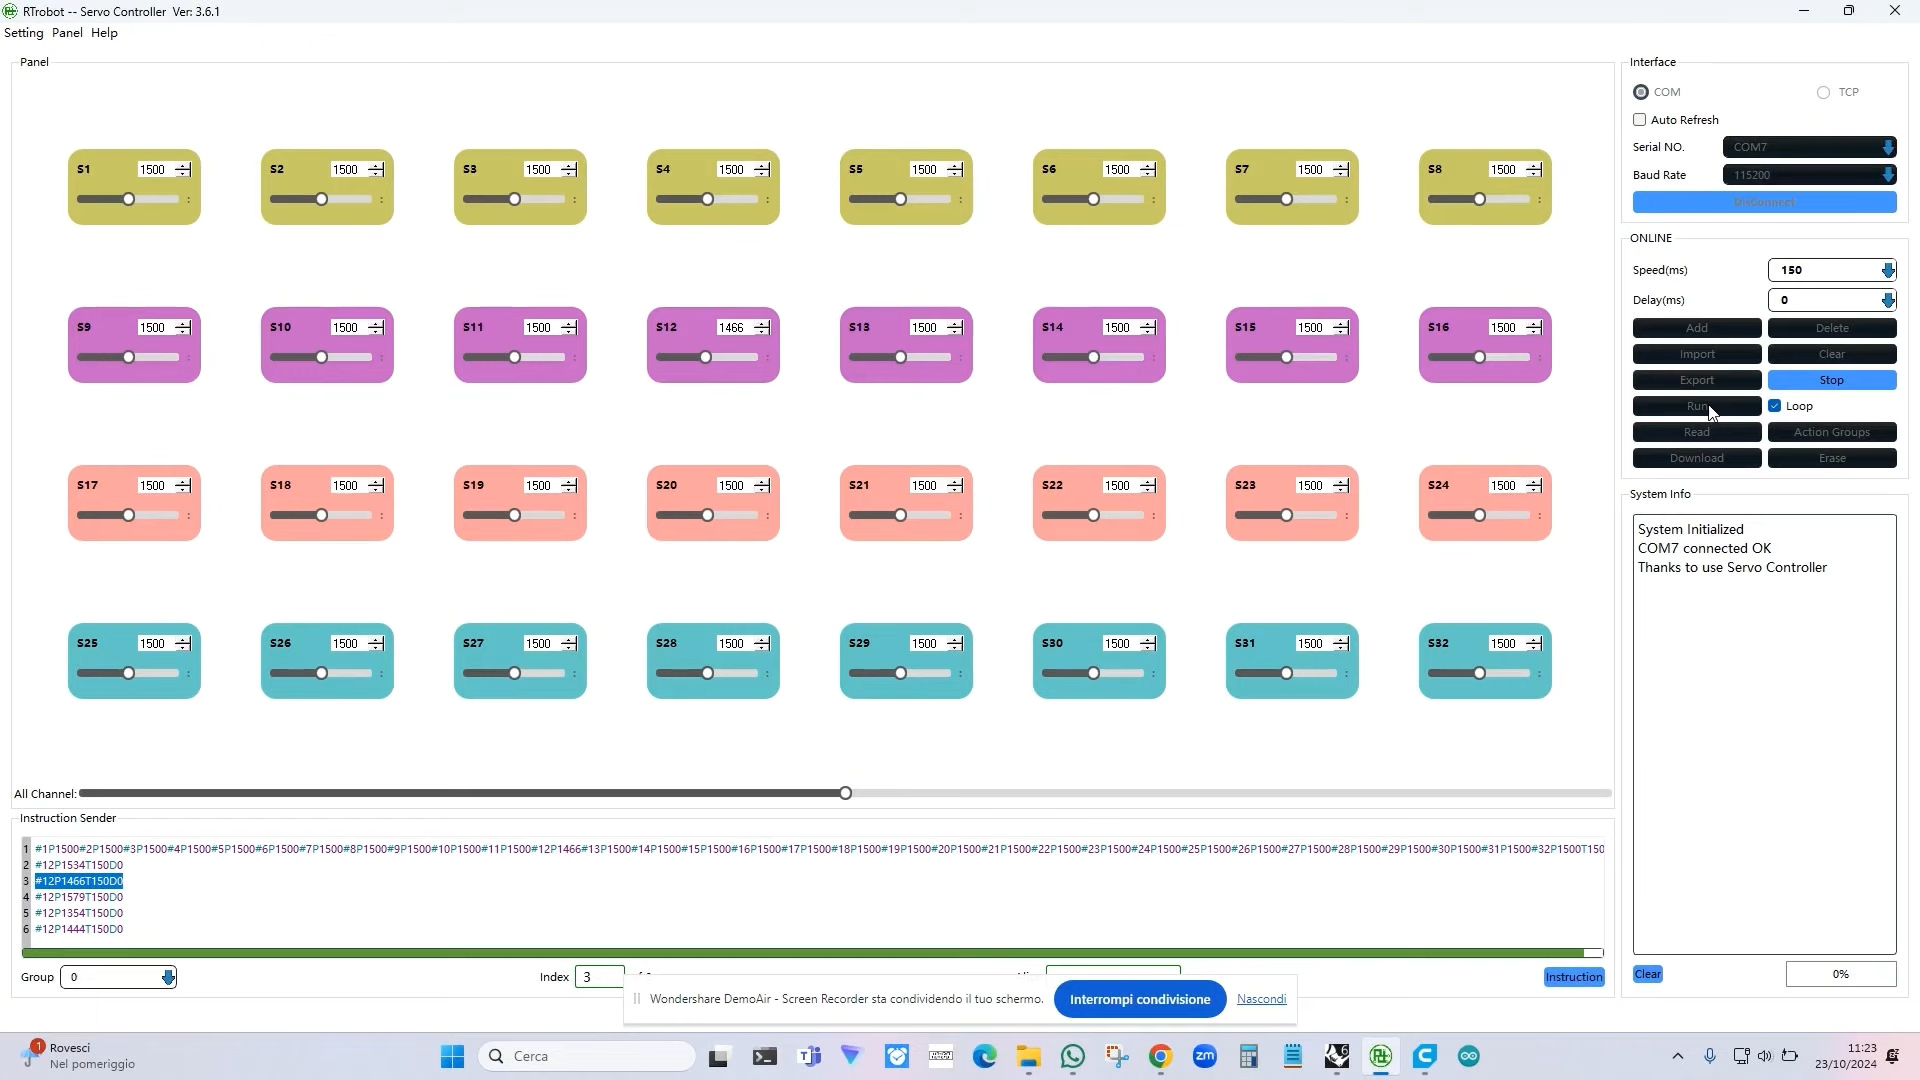 RTrobot -- Servo Controller Ver: 3.6.1
Setting Panel Help
Panel
S1 1500 S2 1500 S3 1500 S4 1500 S5 1500 S6 1500 S7 1500 S8 1500
S9 1500 S10 1500 S11 1500 S12 1466 S13 1500 S14 1500 S15 1500 S16 1500
S17 1500 S18 1500 S19 1500 S20 1500 S21 1500 S22 1500 S23 1500 S24 1500
S25 1500 S26 1500 S27 1500 S28 1500 S29 1500 S30 1500 S31 1500 S32 1500
All Channel:
Instruction Sender
1 #1P1500#2P1500#3P1500#4P1500#5P1500#6P1500#7P1500#8P1500#9P1500#10P1500#11P1500#12P1466#13P1500#14P1500#15P1500#16P1500#17P1500#18P1500#19P1500#20P1500#21P1500#22P1500#23P1500#24P1500#25P1500#26P1500#27P1500#28P1500#29P1500#30P1500#31P1500#32P1500T150
2 #12P1534T150D0
3 #12P1466T150D0
4 #12P1579T150D0
5 #12P1354T150D0
6 #12P1444T150D0
Group 0 Index 3 Instruction
Interface
COM TCP
Auto Refresh
Serial NO. COM7
Baud Rate 115200
DisConnect
ONLINE
Speed(ms) 150
Delay(ms) 0
Add Delete
Import Clear
Export Stop
Run Loop
Read Action Groups
Download Erase
System Info
System Initialized
COM7 connected OK
Thanks to use Servo Controller
Clear 0%
Wondershare DemoAir - Screen Recorder sta condividendo il tuo schermo. Interrompi condivisione Nascondi
1 Rovesci
Nel pomeriggio
Cerca
zm
11:23
23/10/2024